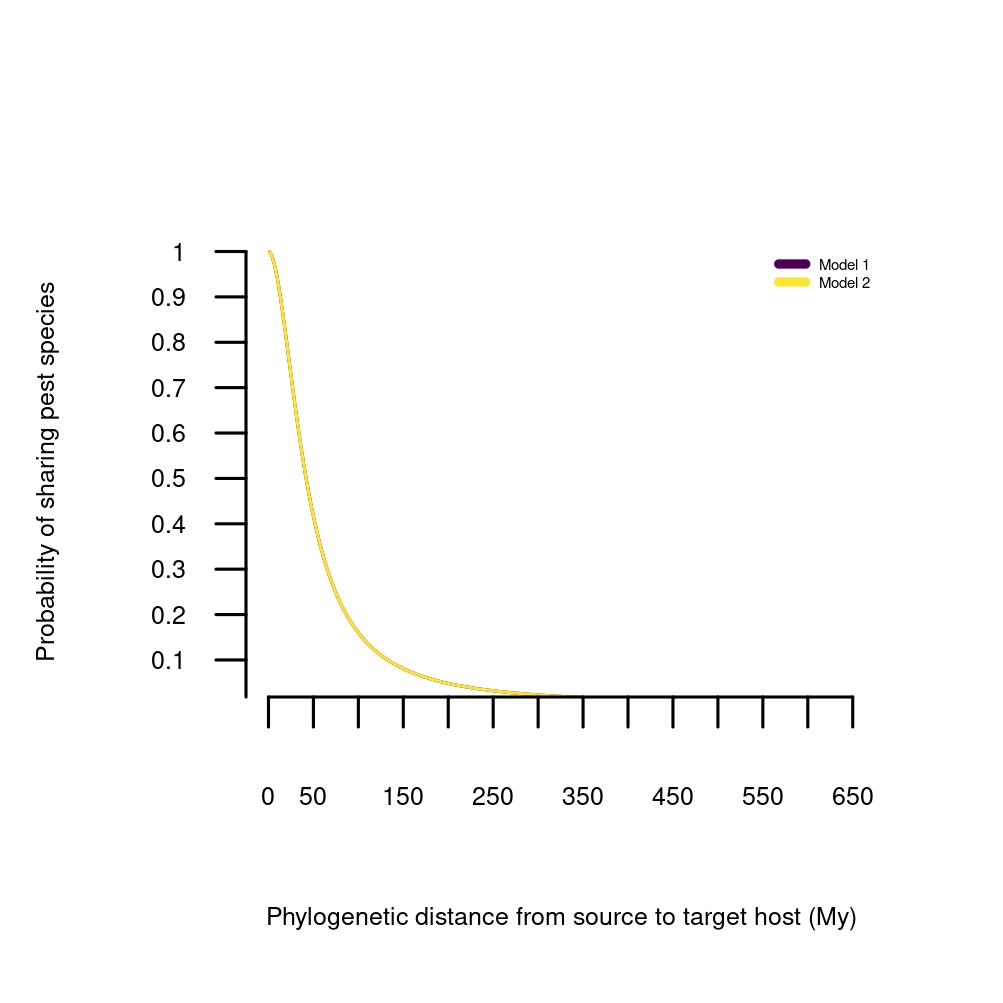 Model 1
Model 2
Probability of sharing pest species
1
0.9
0.8
0.7
0.6
0.5
0.4
0.3
0.2
0.1
0 50 150 250 350 450 550 650
Phylogenetic distance from source to target host (My)